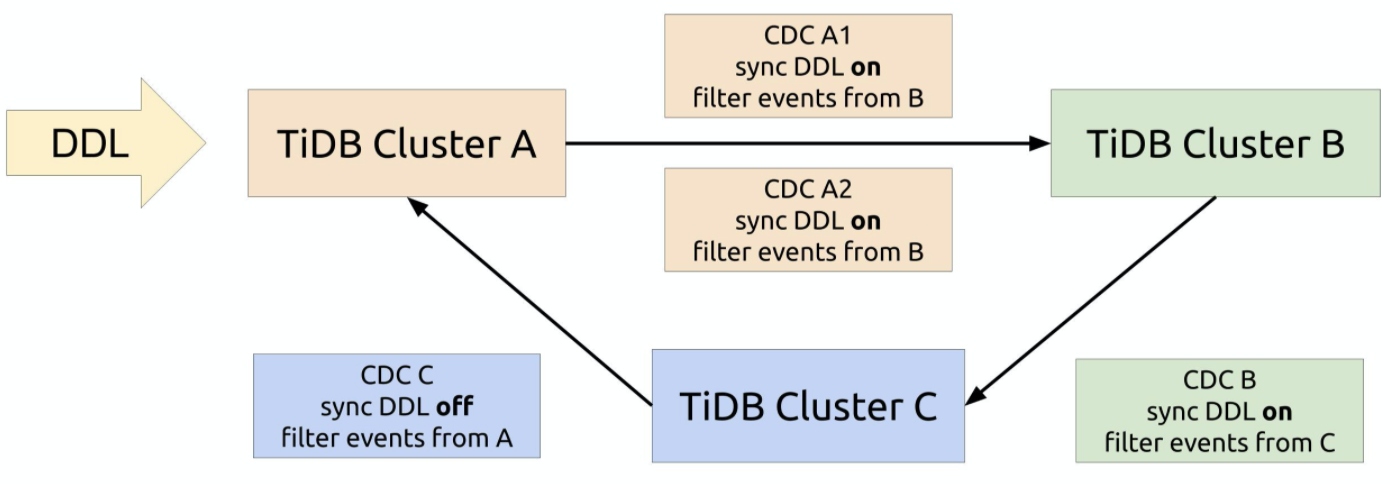 CDC A1
sync DDL on
filter events from B
DDL
TiDB Cluster A
TiDB Cluster B
CDC A2
sync DDL on
filter events from B
CDC C
sync DDL off
filter events from A
TiDB Cluster C
CDC B
sync DDL on
filter events from C